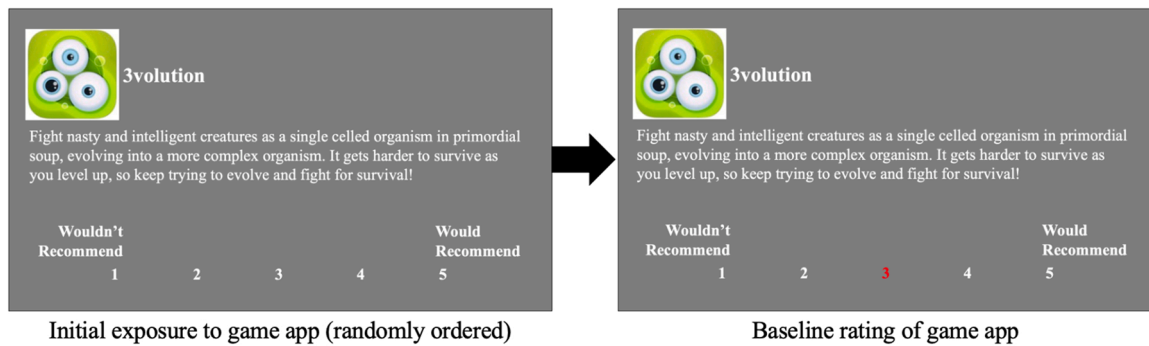 3volution
Fight nasty and intelligent creatures as a single celled organism in primordial
soup, evolving into a more complex organism. It gets harder to survive as
you level up, so keep trying to evolve and fight for survival!
Wouldn't
Recommend
Would
Recommend
1 2 3 4 5
Initial exposure to game app (randomly ordered)
3volution
Fight nasty and intelligent creatures as a single celled organism in primordial
soup, evolving into a more complex organism. It gets harder to survive as
you level up, so keep trying to evolve and fight for survival!
Wouldn't
Recommend
Would
Recommend
1 2 3 4 5
Baseline rating of game app